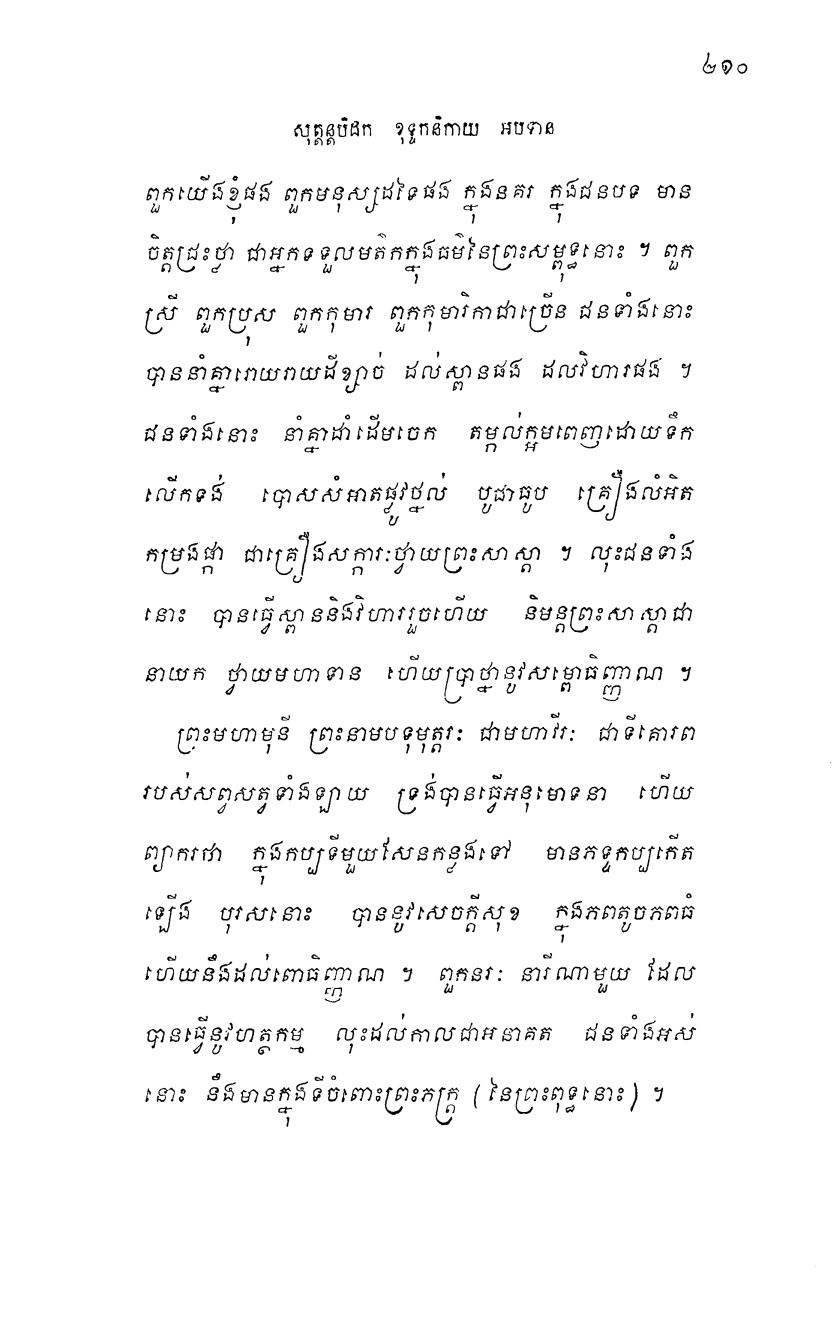 ២១០
សុត្តន្តបិដក ខុទ្ទកនិកាយ អបទាន
ពួកយើងខ្ញុំផង ពួកមនុស្សដទៃផង ក្នុងនគរ ក្នុងជនបទ មាន
ចិត្តជ្រះថ្លា ជាអ្នកទទួលមត៌កក្នុងធម៌នៃព្រះសម្ពុទ្ធនោះ ។ ពួក
ស្រី ពួកប្រុស ពួកកុមារ ពួកកុមារិកាជាច្រើន ជនទាំងនោះ
បាននាំគ្នារោយរាយដីខ្សាច់ ដល់ស្ពានផង ដលវិហារផង ។
ជនទាំងនោះ នាំគ្នាដាំដើមចេក តម្កល់ក្អមពេញដោយទឹក
លើកទង់ បោសសំអាតផ្លូវថ្នល់ បូជាធូប គ្រឿងលំអិត
កម្រងផ្កា ជាគ្រឿងសក្ការៈថ្វាយព្រះសាស្តា ។ លុះជនទាំង
នោះ បានធ្វើស្ពាននិងវិហាររួចហើយ និមន្តព្រះសាស្តាជា
នាយក ថ្វាយមហាទាន ហើយប្រាថ្នានូវសម្ពោធិញ្ញាណ ។
ព្រះមហាមុនី ព្រះនាមបទុមុត្តរៈ ជាមហាវីរៈ ជាទីគោរព
របស់សព្វសត្វទាំងឡាយ ទ្រង់បានធ្វើអនុមោទនា ហើយ
ព្យាករថា ក្នុងកប្បទីមួយសែនកន្លងទៅ មានភទ្ទកប្បកើត
ឡើង បុរសនោះ បាននូវសេចក្តីសុខ ក្នុងភពតូចភពធំ
ហើយនឹងដល់ពោធិញ្ញាណ ។ ពួកនរៈ នារីណាមួយ ដែល
បានធ្វើនូវហត្ថកម្ម លុះដល់កាលជាអនាគត ជនទាំងអស់
នោះ នឹងមានក្នុងទីចំពោះព្រះភក្ត្រ (នៃព្រះពុទ្ធនោះ) ។